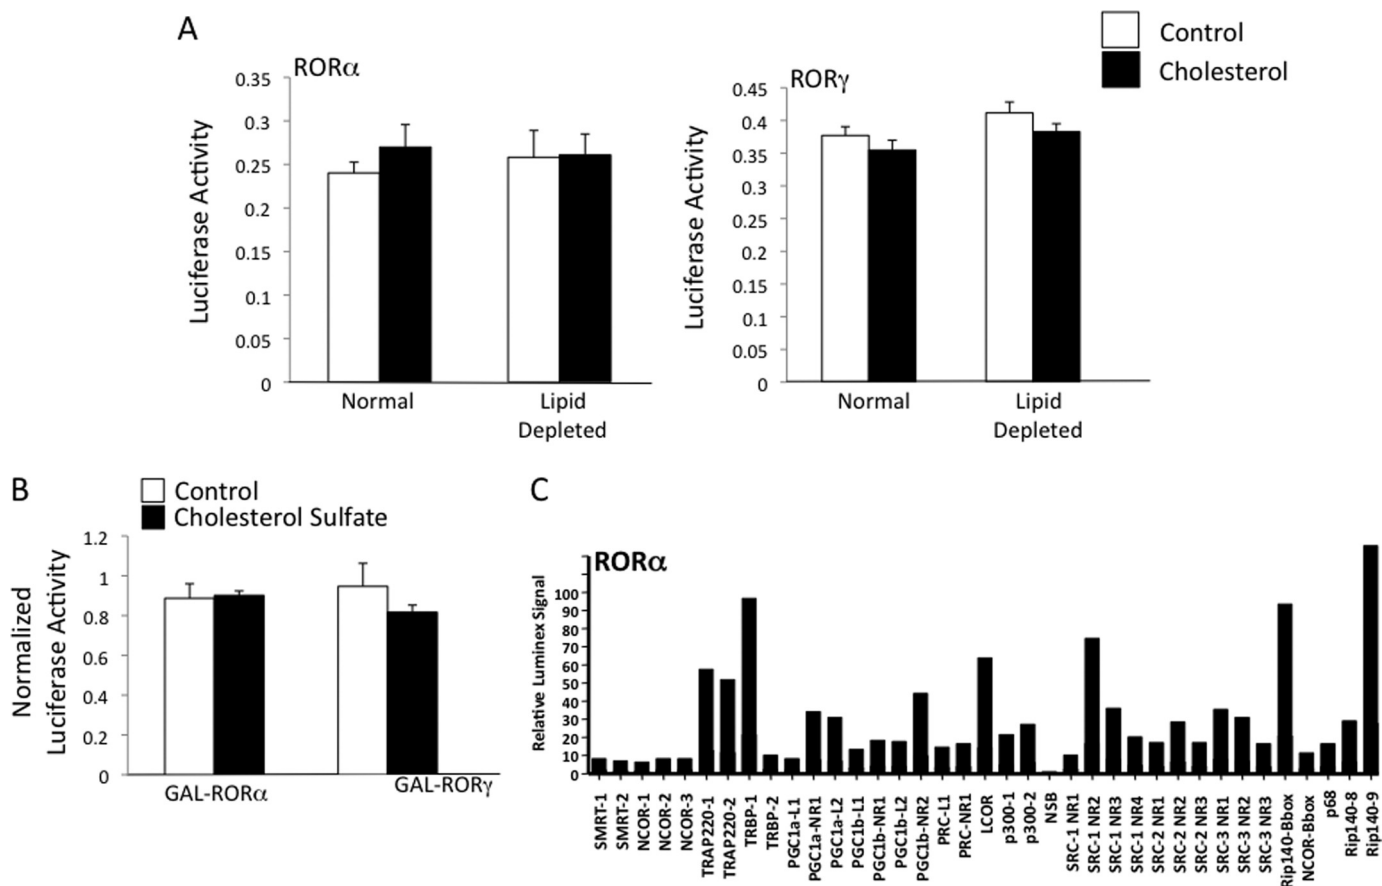 A
Control
Cholesterol
RORα
0.35
0.3
0.25
0.2
0.15
0.1
0.05
0
Luciferase Activity
Normal
Lipid
Depleted
RORγ
0.45
0.4
0.35
0.3
0.25
0.2
0.15
0.1
0.05
0
Luciferase Activity
Normal
Lipid
Depleted
B
Control
Cholesterol Sulfate
1.2
1
0.8
0.6
0.4
0.2
0
Normalized
Luciferase Activity
GAL-RORα
GAL-RORγ
C
RORα
Relative Luminex Signal
100
90
80
70
60
50
40
30
20
10
0
SMRT-1
SMRT-2
NCOR-1
NCOR-2
NCOR-3
TRAP220-1
TRAP220-2
TRBP-1
TRBP-2
PGC1a-L1
PGC1a-NR1
PGC1a-L2
PGC1b-L1
PGC1b-NR1
PGC1b-L2
PGC1b-NR2
PRC-L1
PRC-NR1
LCOR
p300-1
p300-2
NSB
SRC-1 NR1
SRC-1 NR2
SRC-1 NR3
SRC-1 NR4
SRC-2 NR1
SRC-2 NR2
SRC-2 NR3
SRC-3 NR1
SRC-3 NR2
SRC-3 NR3
Rip140-Bbox
NCOR-Bbox
p68
Rip140-8
Rip140-9